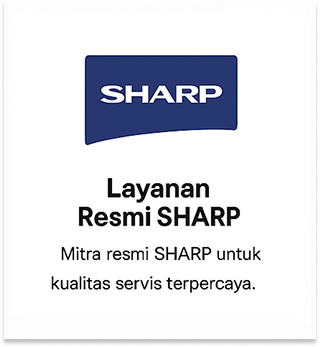 SHARP
Layanan
Resmi SHARP
Mitra resmi SHARP untuk
kualitas servis terpercaya.